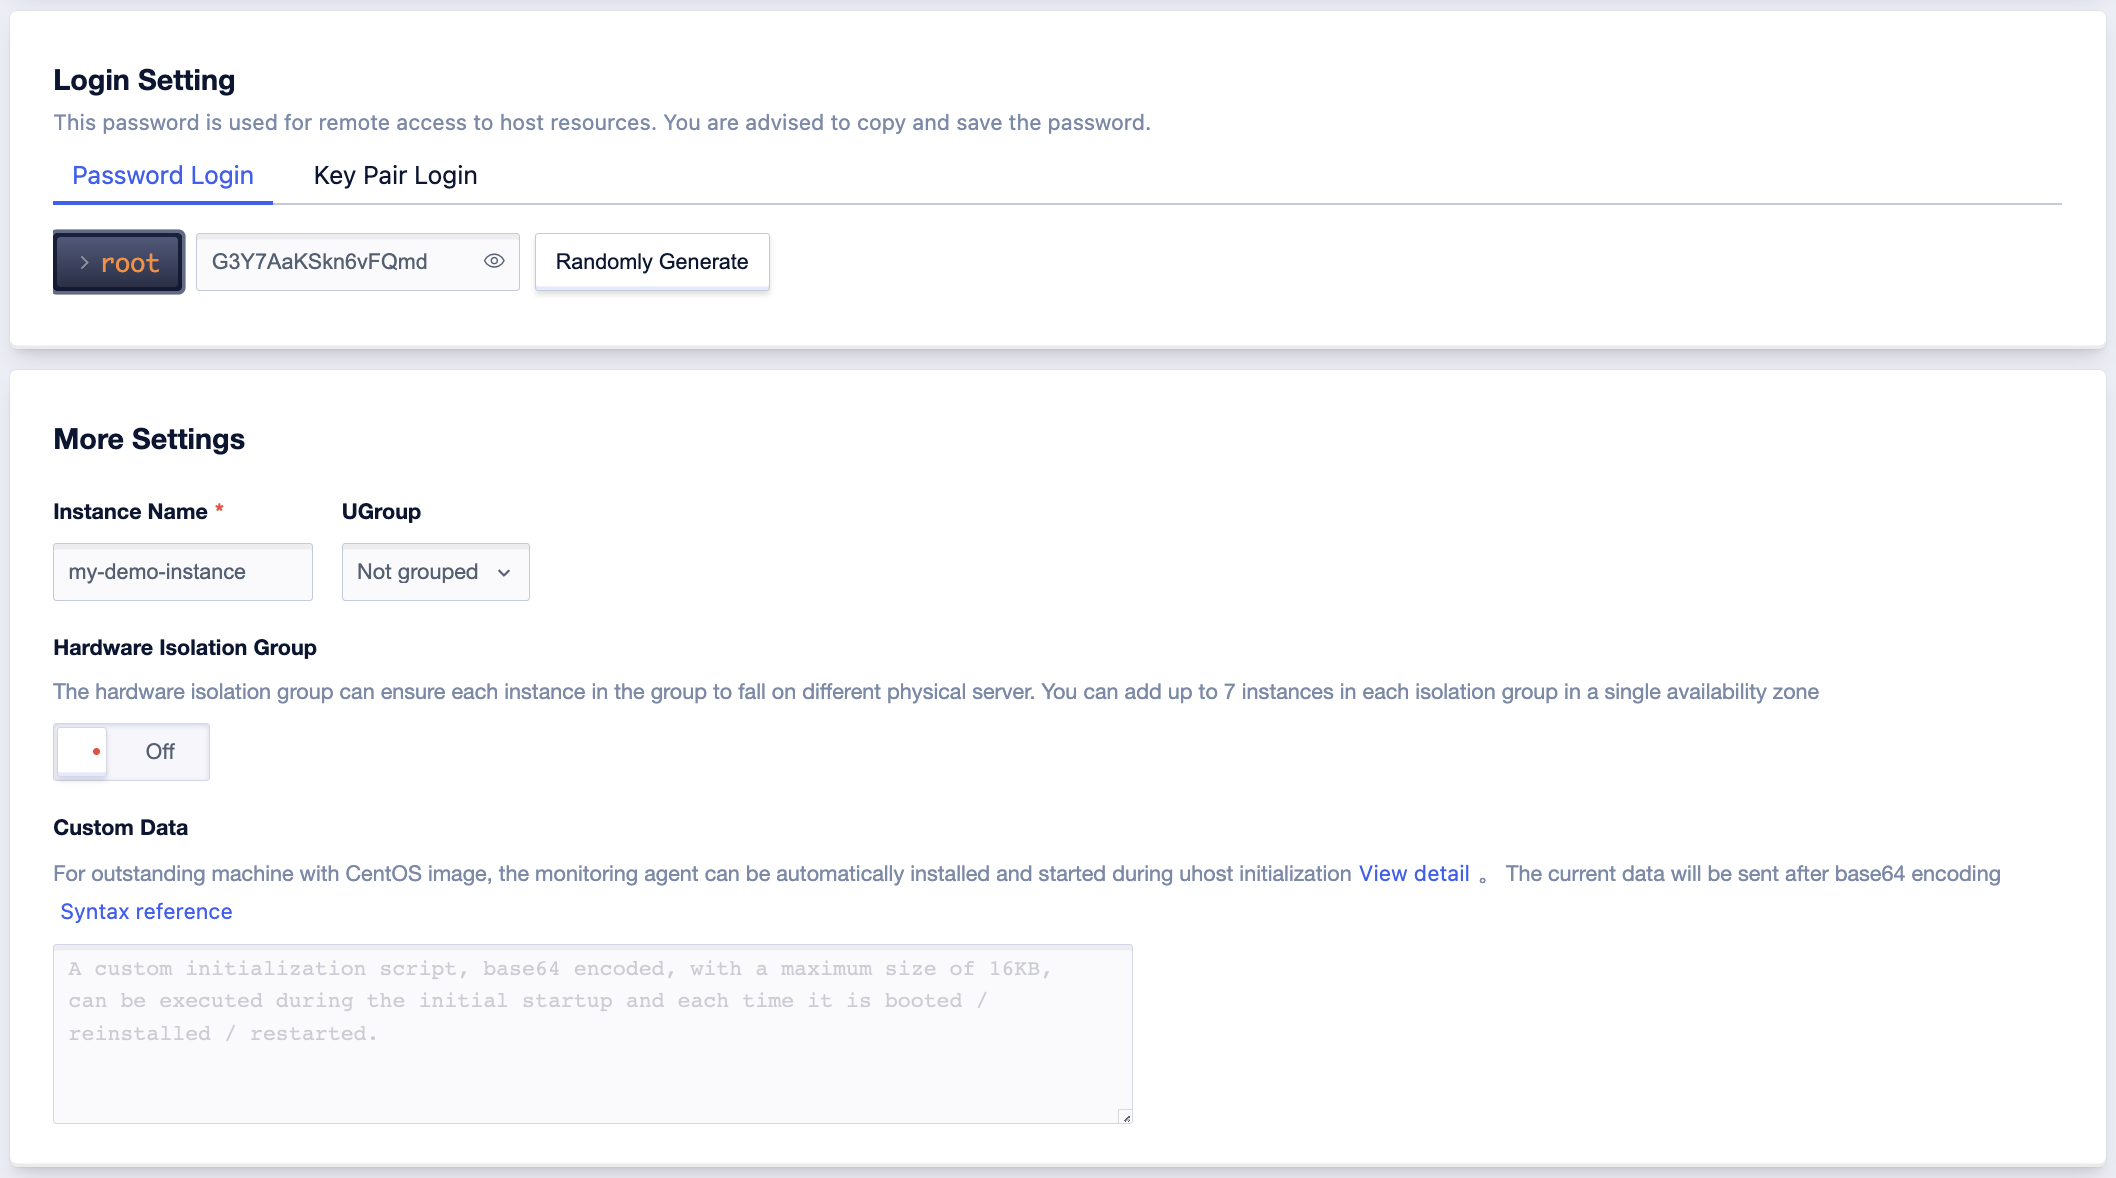 Login Setting
This password is used for remote access to host resources. You are advised to copy and save the password.
Password Login
Key Pair Login
> root
G3Y7AaKSkn6vFQmd
Randomly Generate
More Settings
Instance Name *
UGroup
my-demo-instance
Not grouped
Hardware Isolation Group
The hardware isolation group can ensure each instance in the group to fall on different physical server. You can add up to 7 instances in each isolation group in a single availability zone
Off
Custom Data
For outstanding machine with CentOS image, the monitoring agent can be automatically installed and started during uhost initialization View detail 。 The current data will be sent after base64 encoding
Syntax reference
A custom initialization script, base64 encoded, with a maximum size of 16KB,
can be executed during the initial startup and each time it is booted /
reinstalled / restarted.